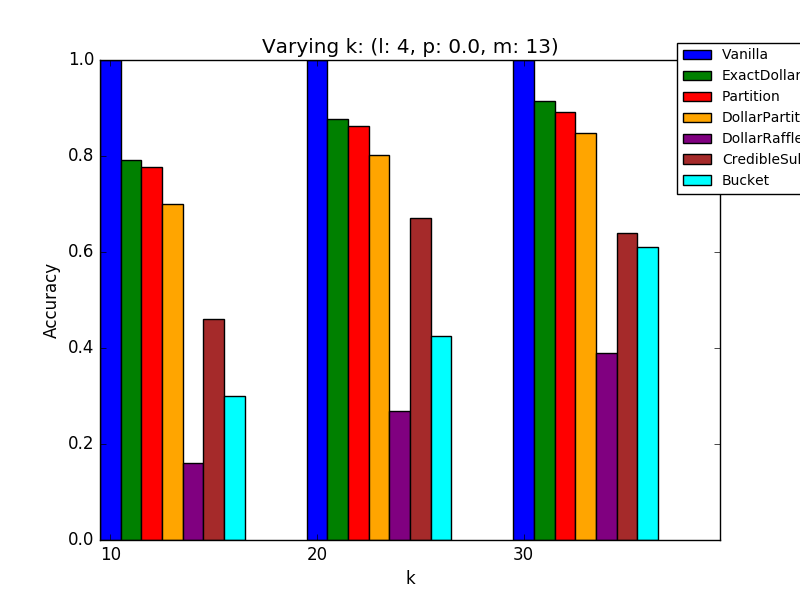 Varying k: (l: 4, p: 0.0, m: 13)
Vanilla
ExactDollar
Partition
DollarPartit
DollarRaffle
CredibleSul
Bucket
1.0
0.8
0.6
0.4
0.2
0.0
Accuracy
10 20 30
k